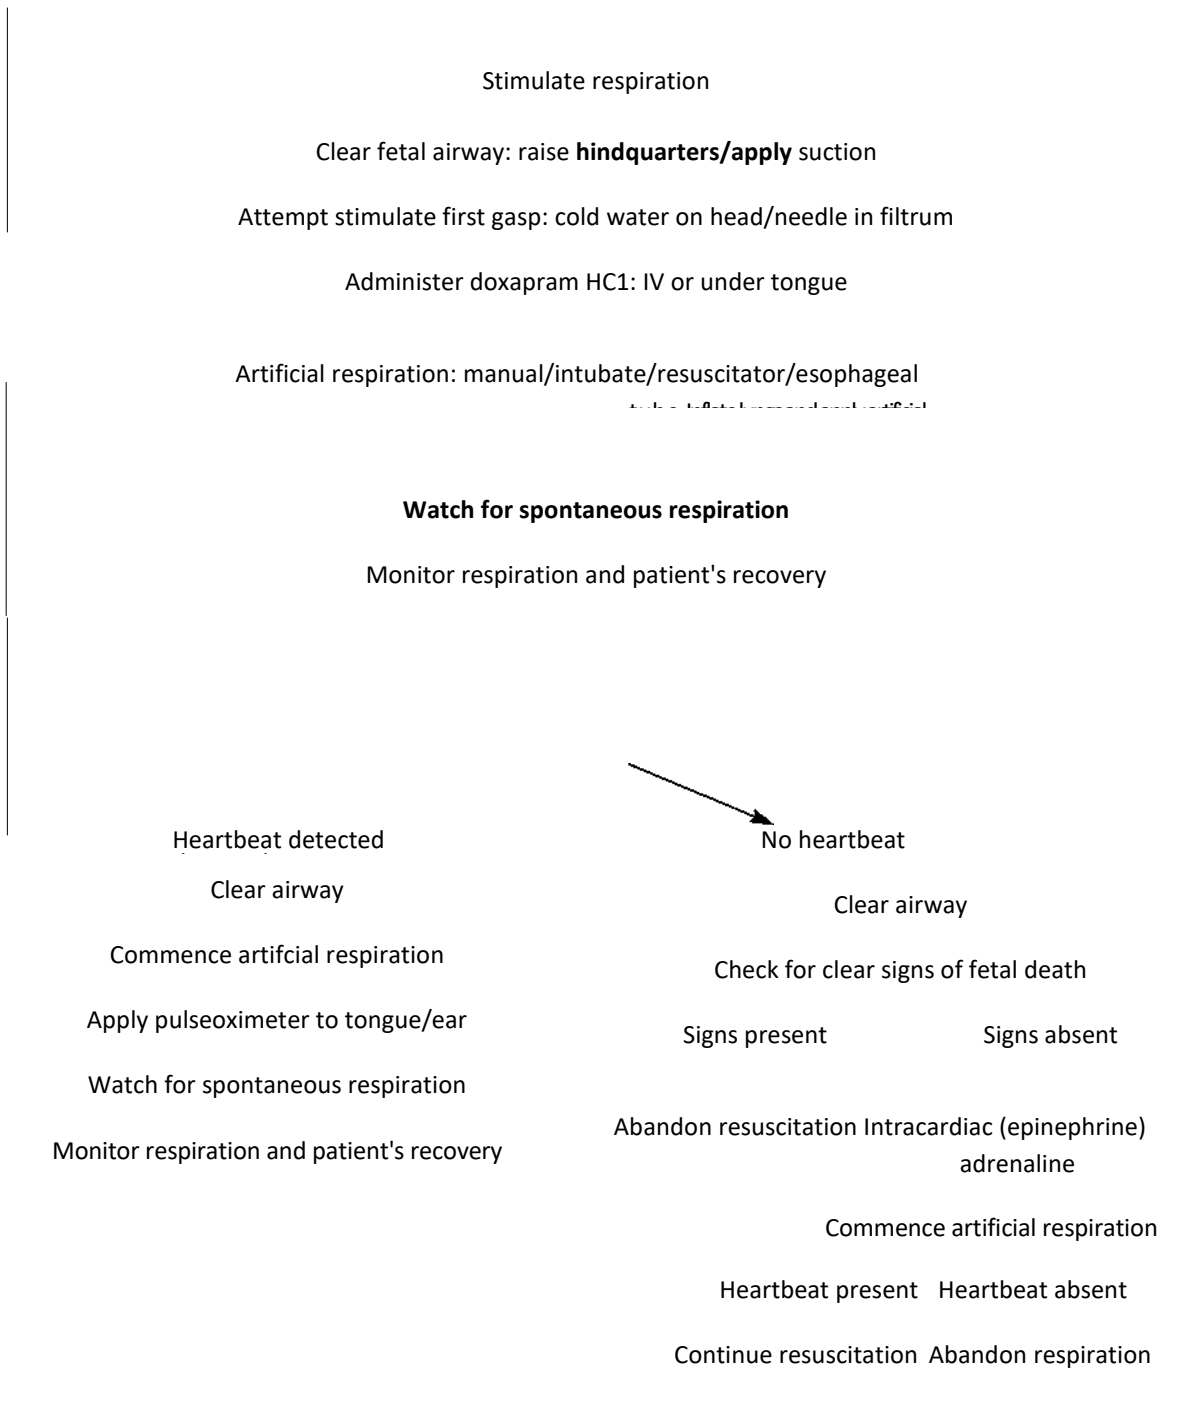 Stimulate respiration
Clear fetal airway: raise hindquarters/apply suction
Attempt stimulate first gasp: cold water on head/needle in filtrum
Administer doxapram HC1: IV or under tongue
Artificial respiration: manual/intubate/resuscitator/esophageal
Watch for spontaneous respiration
Monitor respiration and patient's recovery
Heartbeat detected
Clear airway
Commence artifcial respiration
Apply pulseoximeter to tongue/ear
Watch for spontaneous respiration
Monitor respiration and patient's recovery
No heartbeat
Clear airway
Check for clear signs of fetal death
Signs present Signs absent
Abandon resuscitation Intracardiac (epinephrine)
adrenaline
Commence artificial respiration
Heartbeat present Heartbeat absent
Continue resuscitation Abandon respiration